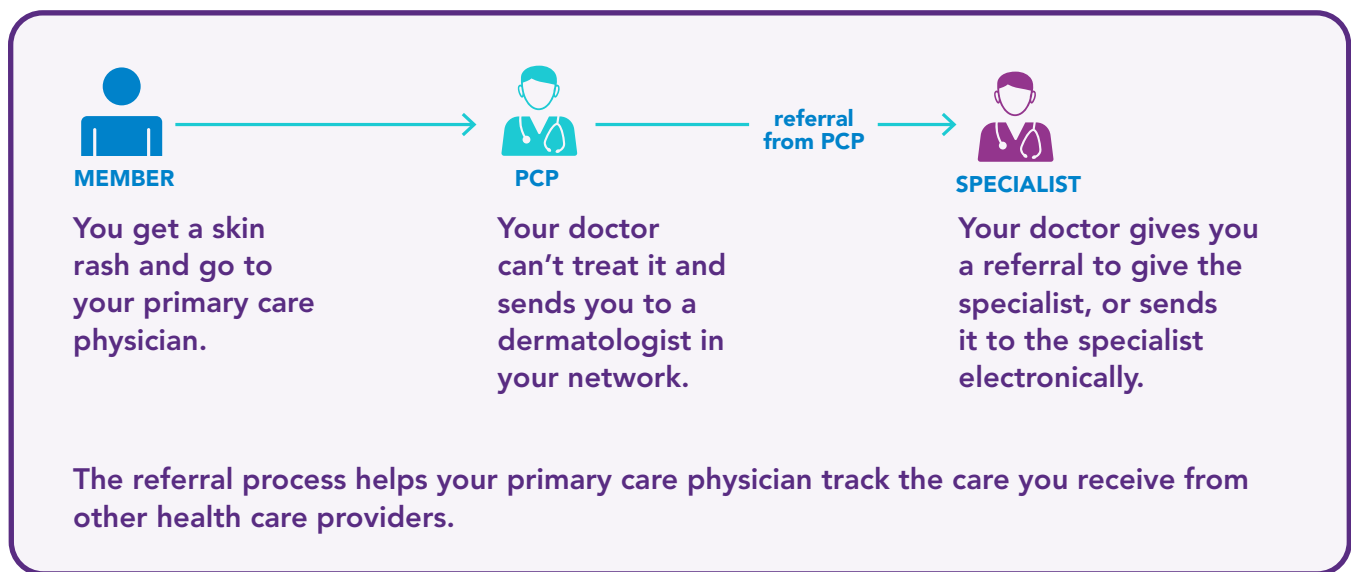 referral
from PCP
MEMBER
PCP
SPECIALIST
You get a skin
rash and go to
your primary care
physician.
Your doctor
can’t treat it and
sends you to a
dermatologist in
your network.
Your doctor gives you
a referral to give the
specialist, or sends
it to the specialist
electronically.
The referral process helps your primary care physician track the care you receive from
other health care providers.